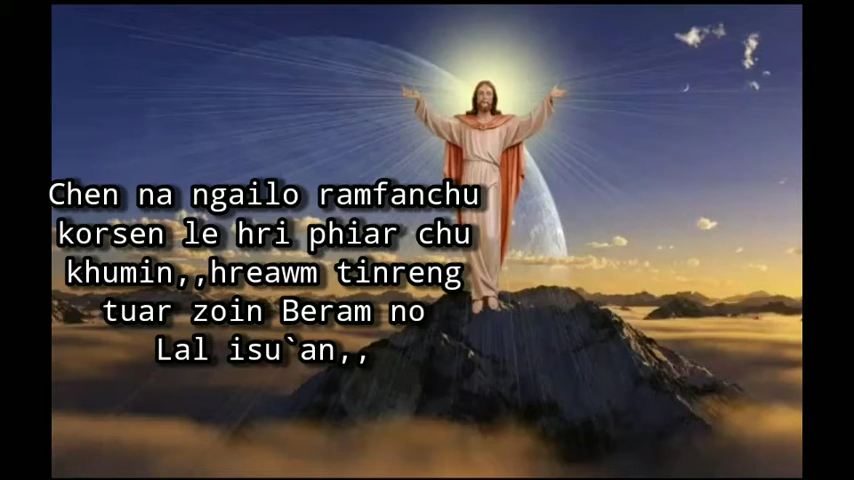 Chen na ngailo ramfanchu
korsen le hri phiar chu
khumin,,hreawm tinreng
tuar zoin Beram no
Lal isu`an,,